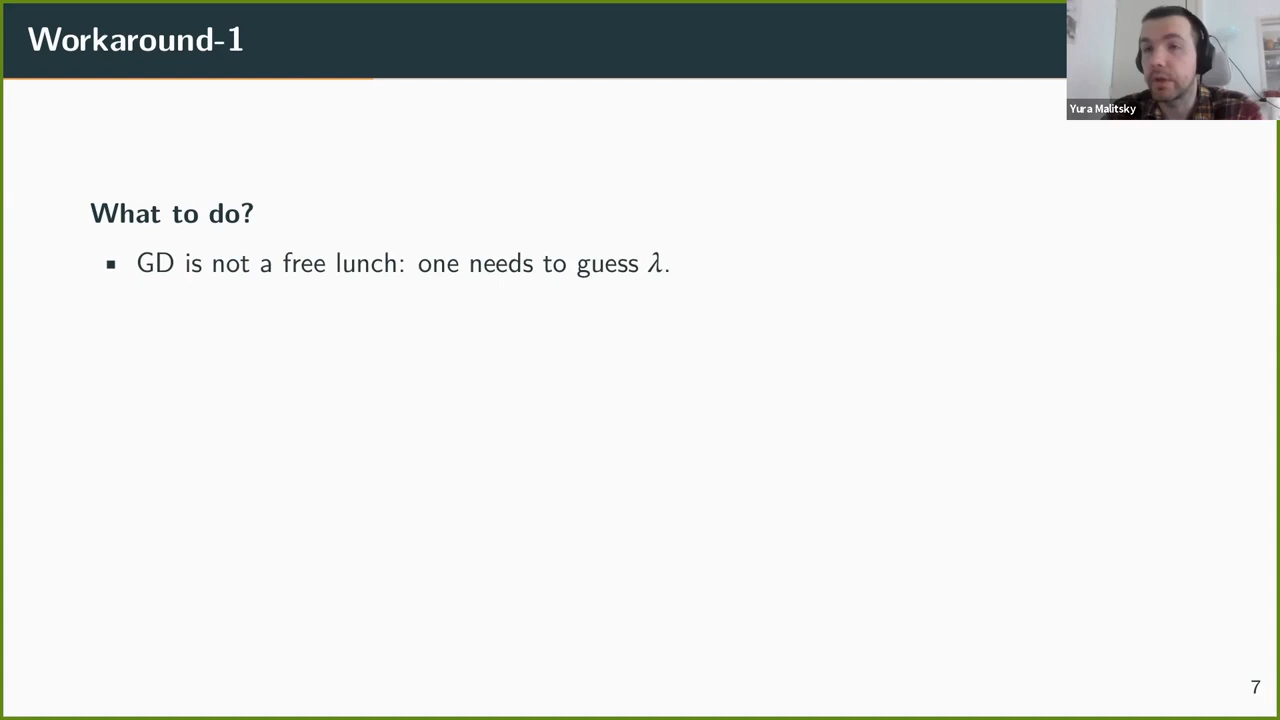 Workaround-1
Yura Malitsky
What to do?
▪ GD is not a free lunch: one needs to guess λ.
7